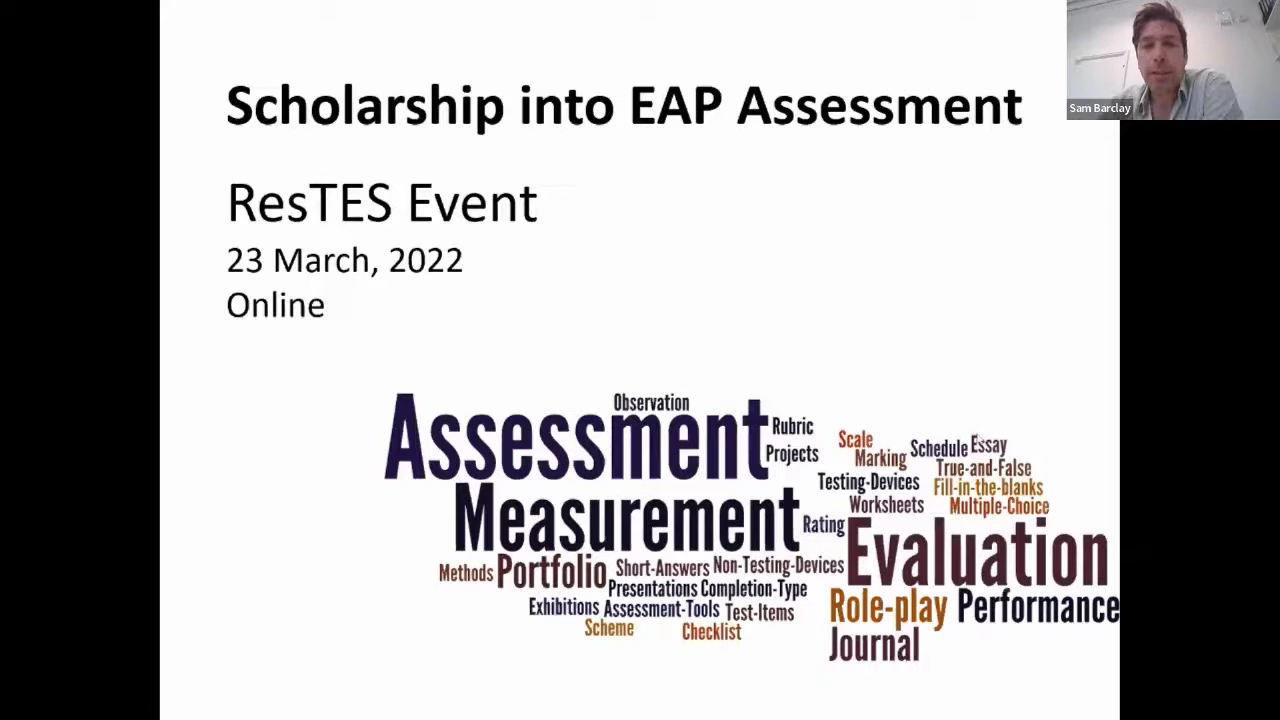 Scholarship into EAP Assessment
Sam Barclay
ResTES Event
23 March, 2022
Online
Observation
Assessment
Rubric
Projects
Scale
Marking
Schedule
Essay
True-and-False
Testing-Devices
Fill-in-the-blanks
Worksheets
Multiple-Choice
Measurement
Rating
Evaluation
Methods
Portfolio
Short-Answers
Non-Testing-Devices
Presentations
Completion-Type
Exhibitions
Assessment-Tools
Test-Items
Scheme
Checklist
Role-play
Performance
Journal